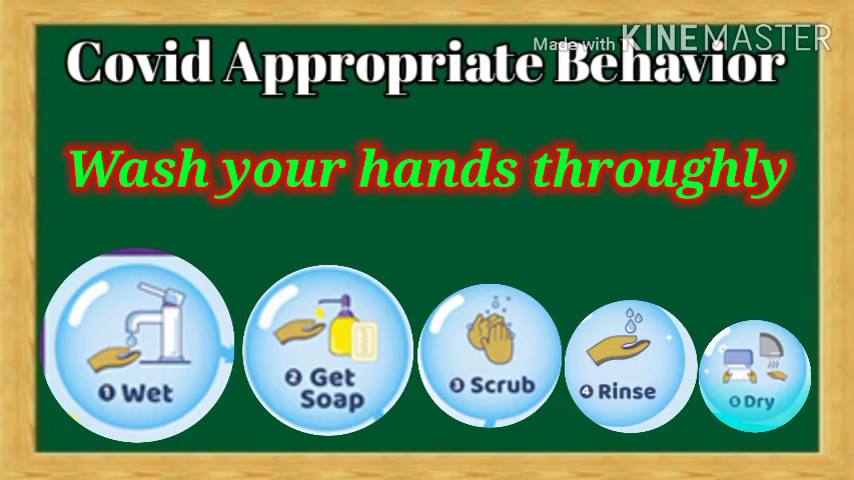 Made with KINEMASTER
Covid Appropriate Behavior
Wash your hands throughly
1 Wet
2 Get
Soap
3 Scrub
4 Rinse
5 Dry